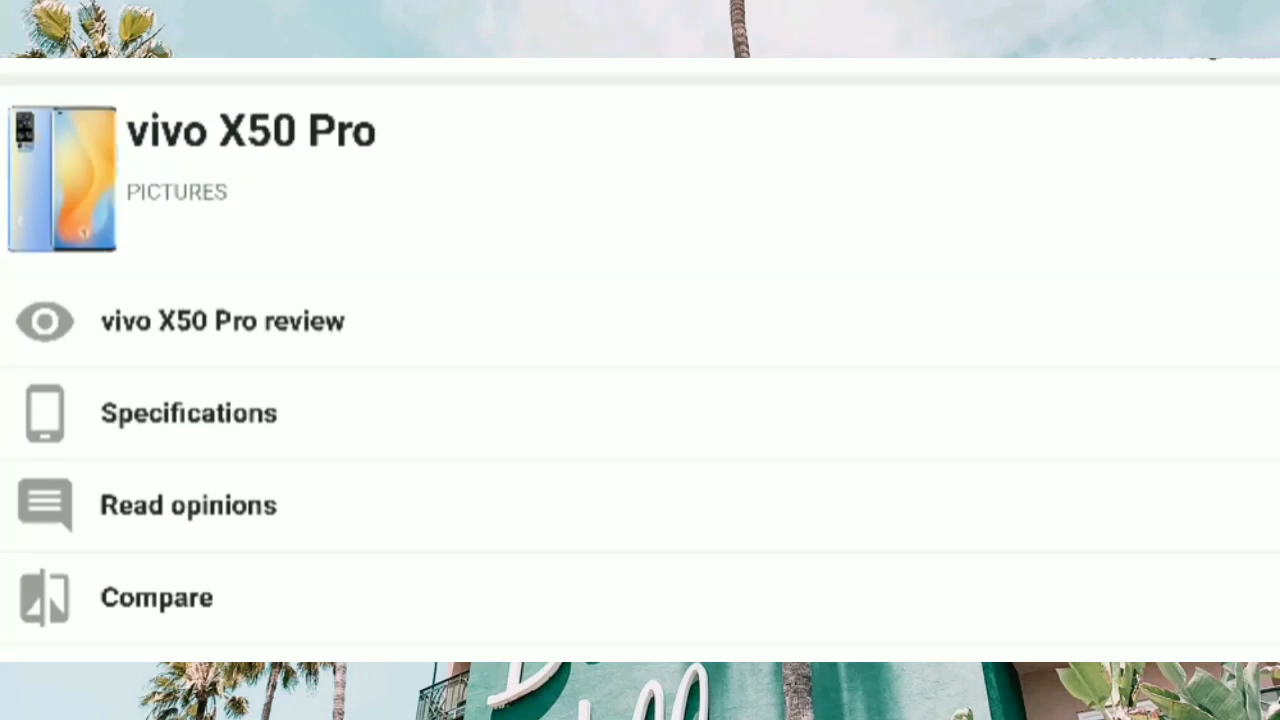 vivo X50 Pro
PICTURES
vivo X50 Pro review
Specifications
Read opinions
Compare